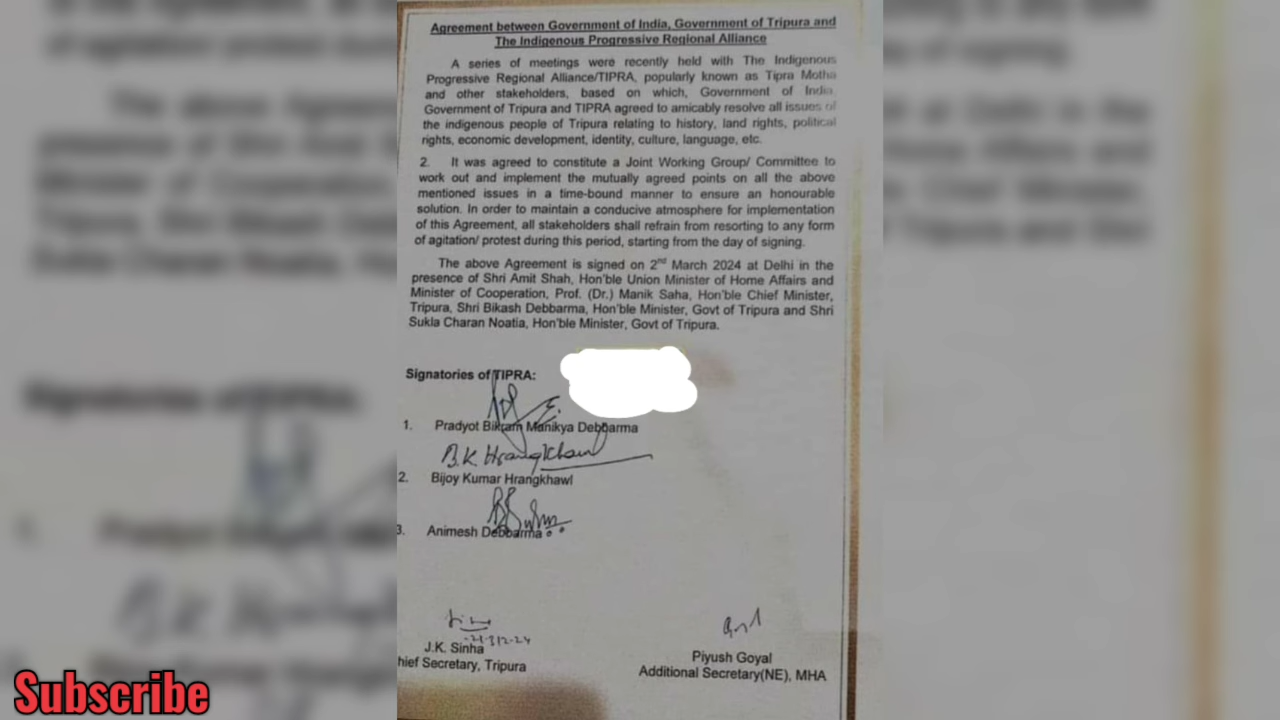 Agreement between Government of India, Government of Tripura and
The Indigenous Progressive Regional Alliance
A series of meetings were recently held with The Indigenous
Progressive Regional Alliance/TIPRA, popularly known as Tipra Motha
and other stakeholders, based on which, Government of India,
Government of Tripura and TIPRA agreed to amicably resolve all issues of
the indigenous people of Tripura relating to history, land rights, political
rights, economic development, identity, culture, language, etc.
2. It was agreed to constitute a Joint Working Group/ Committee to
work out and implement the mutually agreed points on all the above
mentioned issues in a time-bound manner to ensure an honourable
solution. In order to maintain a conducive atmosphere for implementation
of this Agreement, all stakeholders shall refrain from resorting to any form
of agitation/ protest during this period, starting from the day of signing.
The above Agreement is signed on 2nd March 2024 at Delhi in the
presence of Shri Amit Shah, Hon'ble Union Minister of Home Affairs and
Minister of Cooperation, Prof. (Dr.) Manik Saha, Hon'ble Chief Minister,
Tripura, Shri Bikash Debbarma, Hon'ble Minister, Govt of Tripura and Shri
Sukla Charan Noatia, Hon'ble Minister, Govt of Tripura.
Signatories of TIPRA:
1. Pradyot Bikram Manikya Debbarma
B.K Hrangkhawl
2. Bijoy Kumar Hrangkhawl
3. Animesh Debbarma
J.K. Sinha
hief Secretary, Tripura
Piyush Goyal
Additional Secretary(NE), MHA
Subscribe